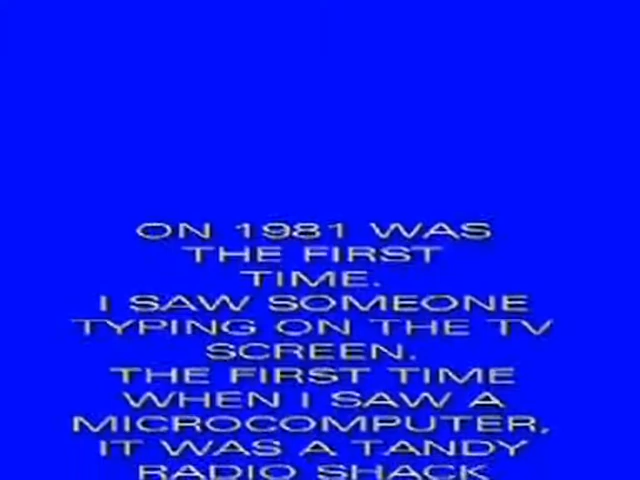 ON 1981 WAS
THE FIRST
TIME.
I SAW SOMEONE
TYPING ON THE TV
SCREEN.
THE FIRST TIME
WHEN I SAW A
MICROCOMPUTER,
IT WAS A TANDY
RADIO SHACK